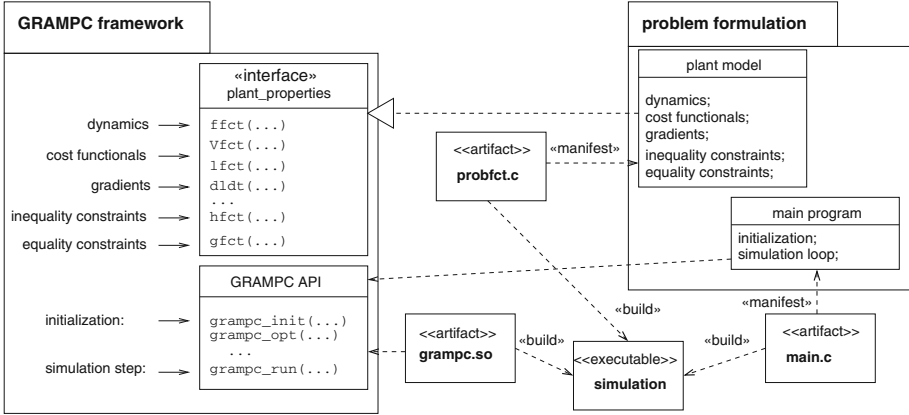 GRAMPC framework
«interface»
plant_properties
dynamics
ffct(...)
Vfct(...)
cost functionals
lfct(...)
gradients
dldt(...)
...
inequality constraints
hfct(...)
equality constraints
gfct(...)
GRAMPC API
initialization:
grampc_init(...)
grampc_opt(...)
...
simulation step:
grampc_run(...)
problem formulation
plant model
dynamics;
cost functionals;
gradients;
inequality constraints;
equality constraints;
<<artifact>>
probfct.c
«manifest»
main program
initialization;
simulation loop;
«build»
«manifest»
<<artifact>>
grampc.so
«build»
<<executable>>
simulation
«build»
<<artifact>>
main.c